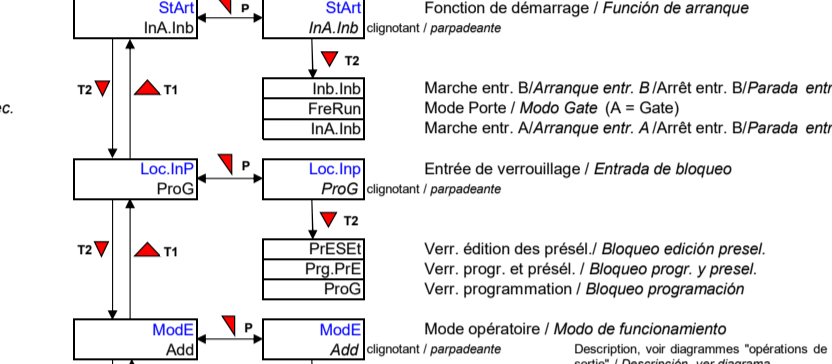 StArt P StArt Fonction de démarrage / Función de arranque
InA.Inb InA.Inb clignotant / parpadeante
T2
T2 T1 Inb.Inb Marche entr. B/Arranque entr. B /Arrêt entr. B/Parada entr
ec. FreRun Mode Porte / Modo Gate (A = Gate)
InA.Inb Marche entr. A/Arranque entr. A /Arrêt entr. B/Parada entr
Loc.InP P Loc.Inp Entrée de verrouillage / Entrada de bloqueo
ProG ProG clignotant / parpadeante
T2
T2 T1 PrESEt Verr. édition des présél./ Bloqueo edición presel.
Prg.PrE Verr. progr. et présél. / Bloqueo progr. y presel.
ProG Verr. programmation / Bloqueo programación
ModE P ModE Mode opératoire / Modo de funcionamiento
Add Add clignotant / parpadeante Description, voir diagrammes "opérations de
sortie" / Descripción, ver diagrama